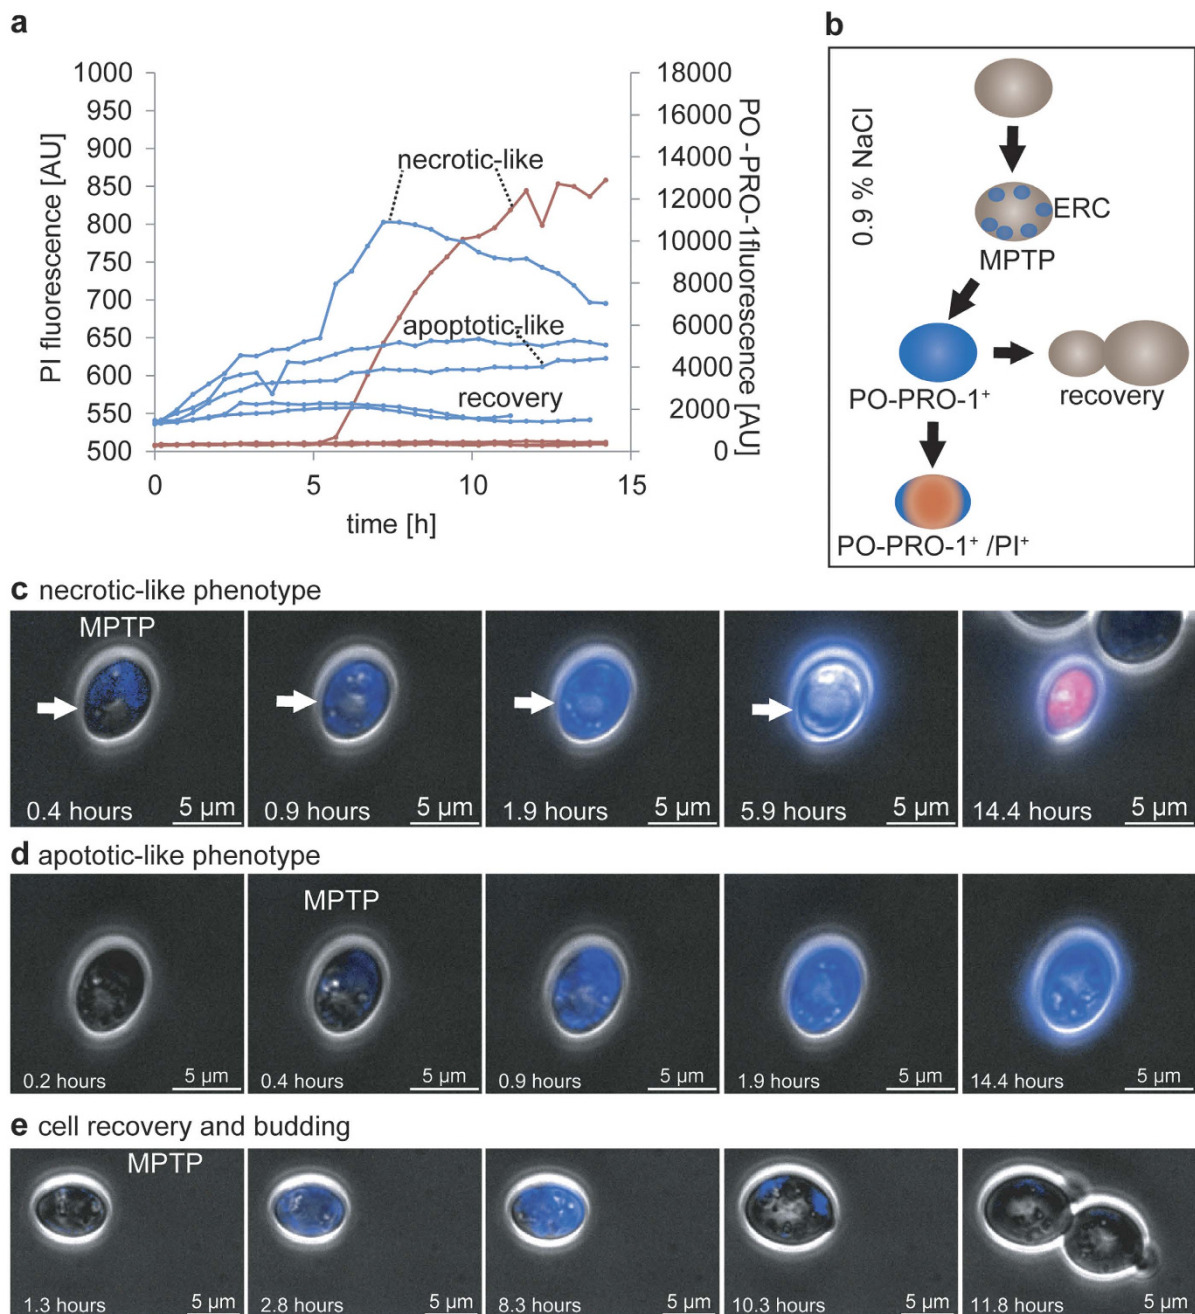 a
1000
950
900
850
800
750
700
650
600
550
500
PI fluorescence [AU]
18000
16000
14000
12000
10000
8000
6000
4000
2000
0
PO -PRO-1fluorescence [AU]
necrotic-like
apoptotic-like
recovery
0 5 10 15
time [h]
b
0.9 % NaCl
ERC
MPTP
PO-PRO-1⁺
recovery
PO-PRO-1⁺ /PI⁺
c necrotic-like phenotype
MPTP
0.4 hours 5 µm
0.9 hours 5 µm
1.9 hours 5 µm
5.9 hours 5 µm
14.4 hours 5 µm
d apototic-like phenotype
MPTP
0.2 hours 5 µm
0.4 hours 5 µm
0.9 hours 5 µm
1.9 hours 5 µm
14.4 hours 5 µm
e cell recovery and budding
MPTP
1.3 hours 5 µm
2.8 hours 5 µm
8.3 hours 5 µm
10.3 hours 5 µm
11.8 hours 5 µm